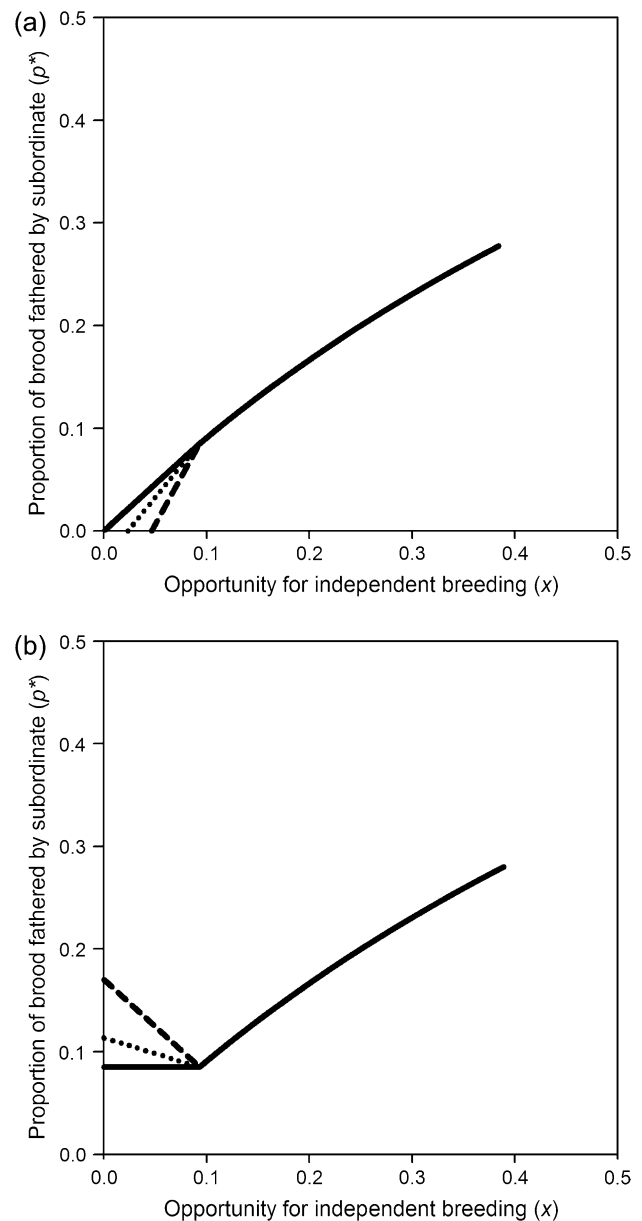 (a)
Proportion of brood fathered by subordinate (p*)
0.5
0.4
0.3
0.2
0.1
0.0
0.0 0.1 0.2 0.3 0.4 0.5
Opportunity for independent breeding (x)
(b)
Proportion of brood fathered by subordinate (p*)
0.5
0.4
0.3
0.2
0.1
0.0
0.0 0.1 0.2 0.3 0.4 0.5
Opportunity for independent breeding (x)